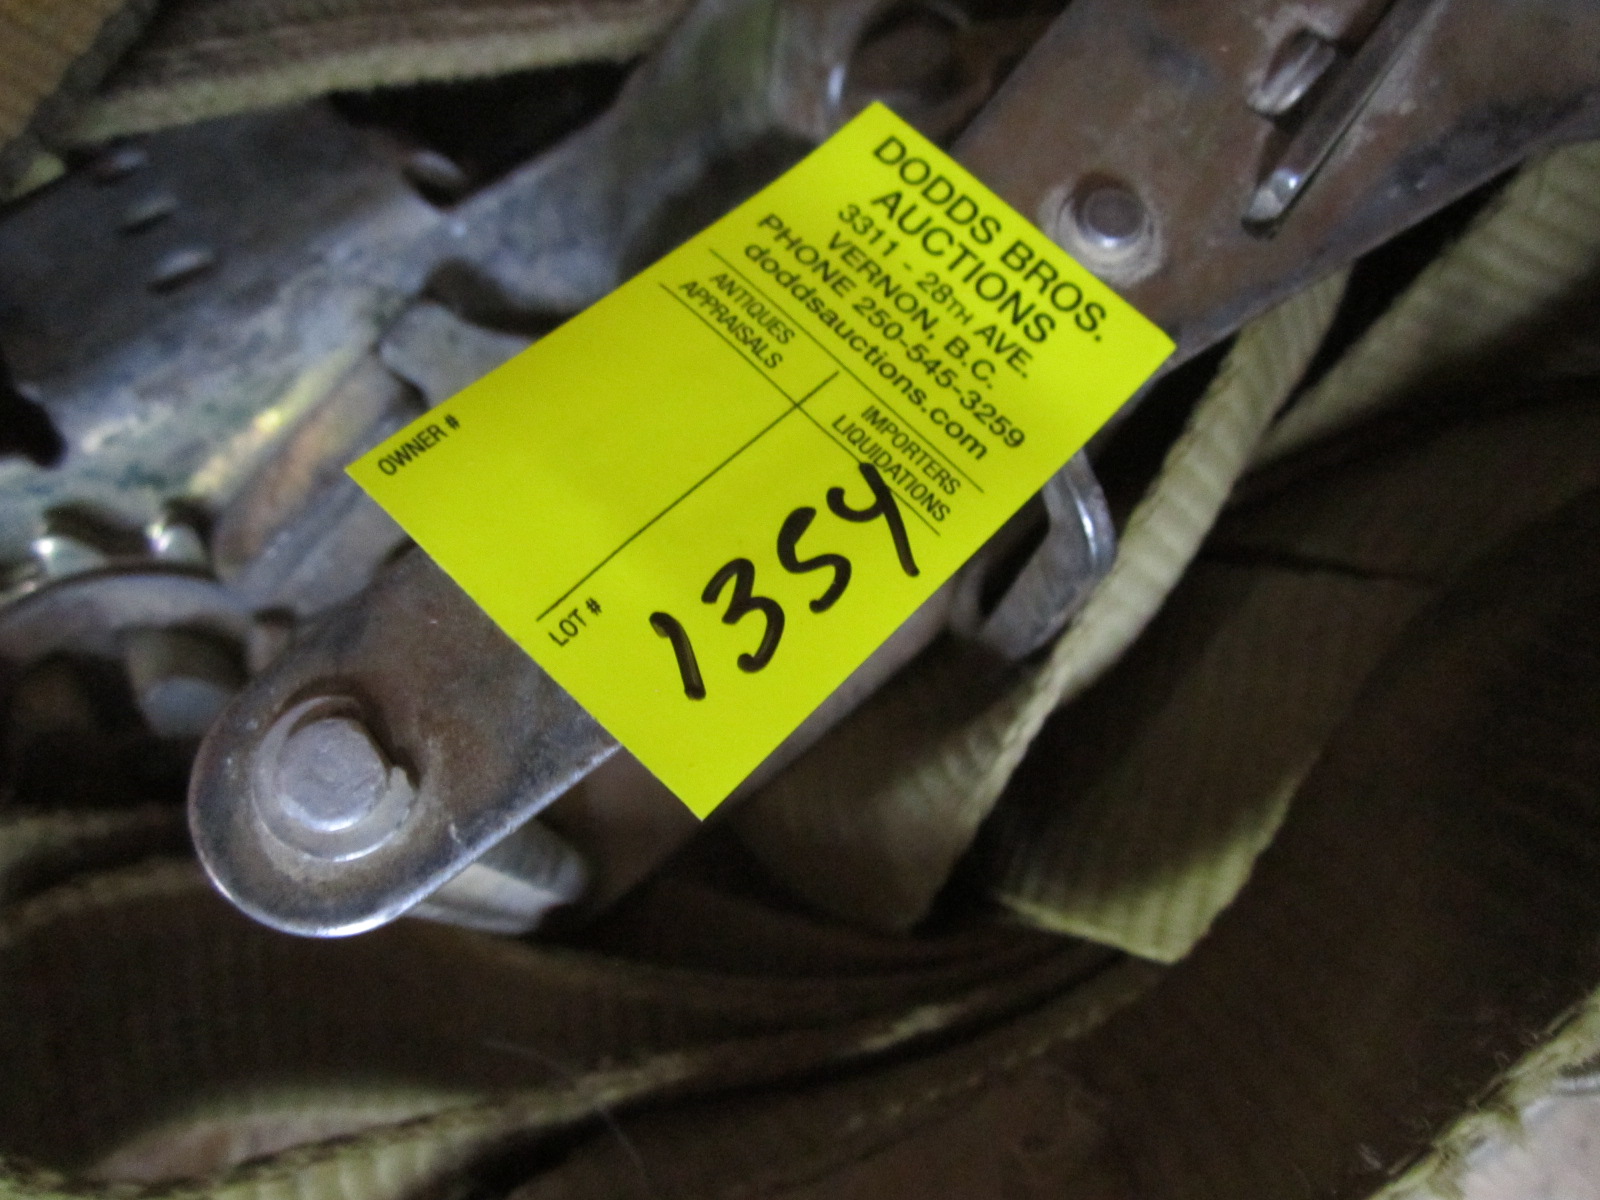 DODDS BROS.
AUCTIONS
3311 - 28TH AVE.
VERNON, B.C.
PHONE 250-545-3259
doddsauctions.com
ANTIQUES
APPRAISALS
IMPORTERS
LIQUIDATIONS
OWNER #
LOT #
1354